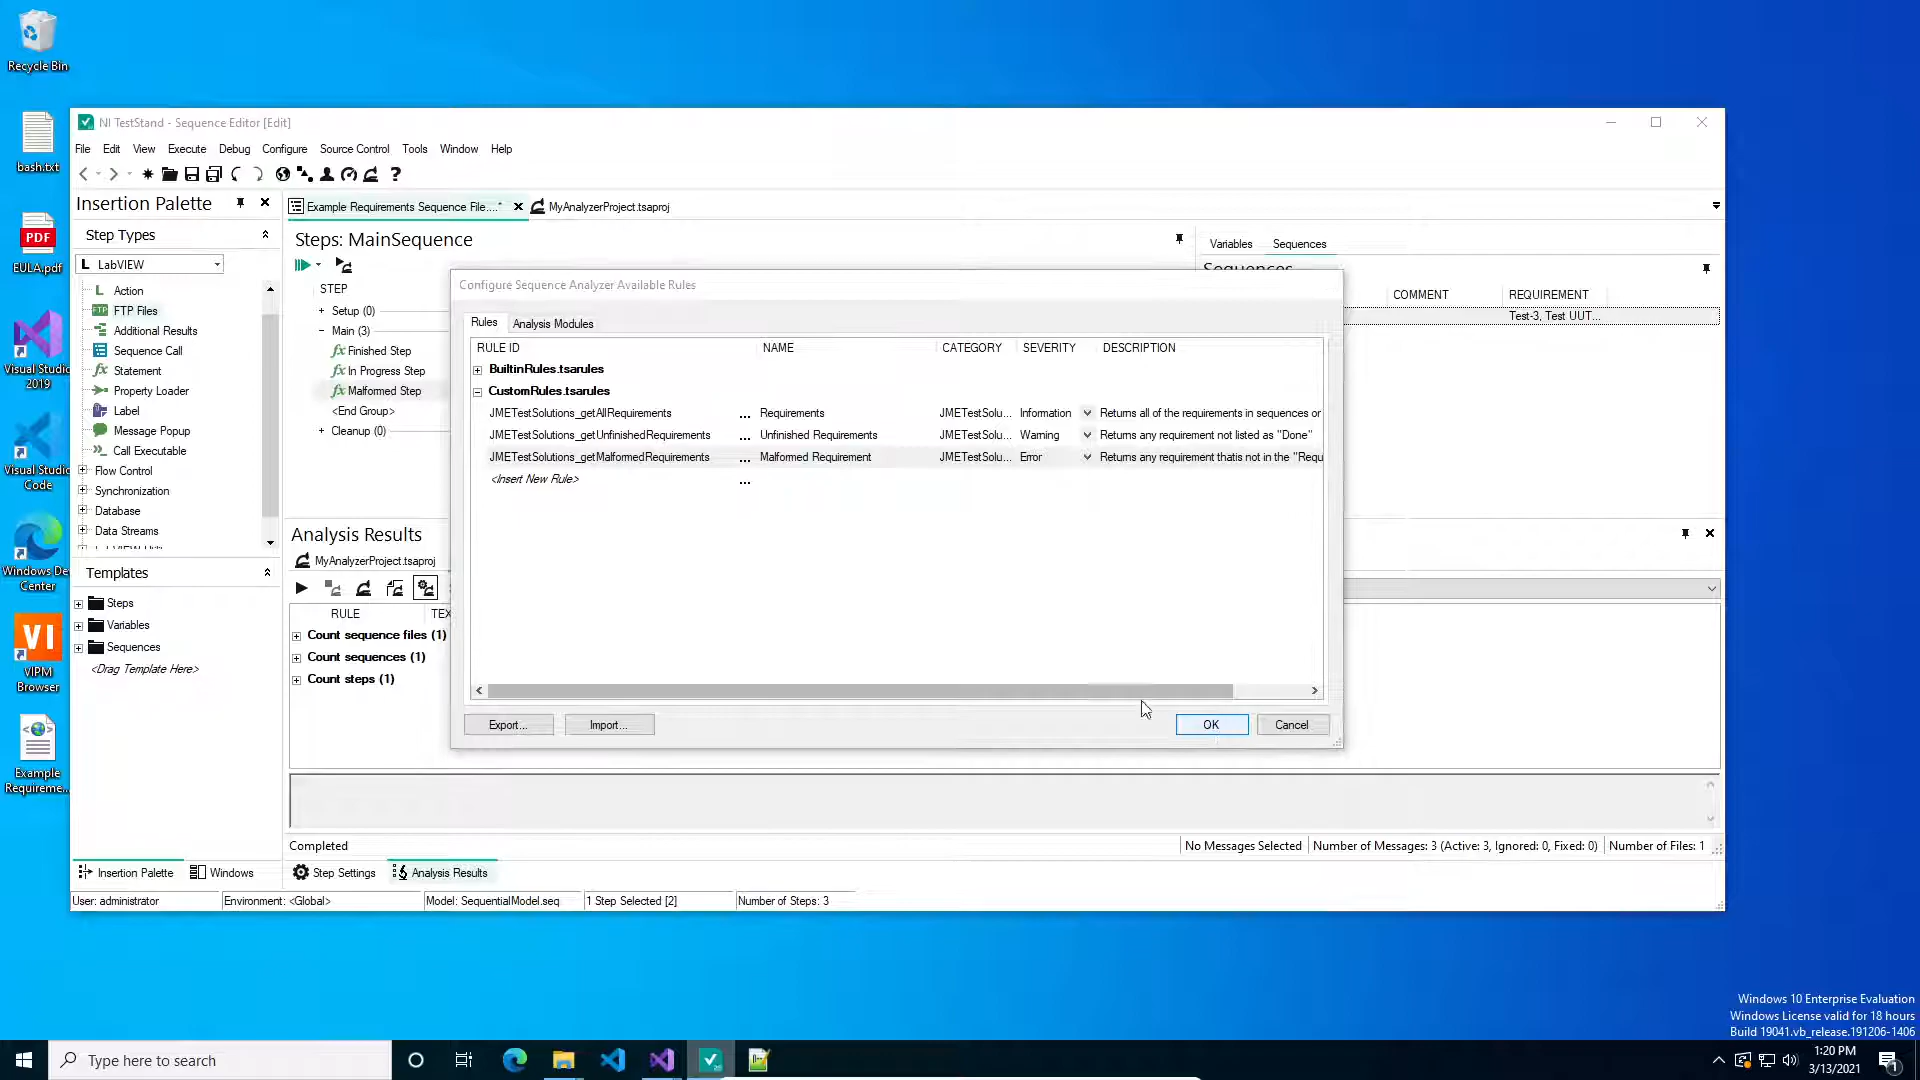 Recycle Bin
bash.txt
PDF
EULA.pdf
Visual Studio
2019
Visual Studio
Code
Windows De
Center
VI
VIPM
Browser
Example
Requireme...
NI TestStand - Sequence Editor [Edit]
File Edit View Execute Debug Configure Source Control Tools Window Help
Insertion Palette
Step Types
LabVIEW
Action
FTP Files
Additional Results
Sequence Call
Statement
Property Loader
Label
Message Popup
Call Executable
Flow Control
Synchronization
Database
Data Streams
Templates
Steps
Variables
Sequences
<Drag Template Here>
Insertion Palette Windows
Example Requirements Sequence File....* MyAnalyzerProject.tsaproj
Steps: MainSequence
STEP
Setup (0)
Main (3)
Finished Step
In Progress Step
Malformed Step
<End Group>
Cleanup (0)
Variables Sequences
Sequences
COMMENT REQUIREMENT
Test-3, Test UUT...
Configure Sequence Analyzer Available Rules
Rules Analysis Modules
RULE ID NAME CATEGORY SEVERITY DESCRIPTION
BuiltinRules.tsarules
CustomRules.tsarules
JMETestSolutions_getAllRequirements ... Requirements JMETestSolu... Information Returns all of the requirements in sequences or
JMETestSolutions_getUnfinishedRequirements ... Unfinished Requirements JMETestSolu... Warning Returns any requirement not listed as "Done"
JMETestSolutions_getMalformedRequirements ... Malformed Requirement JMETestSolu... Error Returns any requirement thatis not in the "Requ
<Insert New Rule> ...
Export... Import... OK Cancel
Analysis Results
MyAnalyzerProject.tsaproj
RULE TEX
Count sequence files (1)
Count sequences (1)
Count steps (1)
Completed No Messages Selected Number of Messages: 3 (Active: 3, Ignored: 0, Fixed: 0) Number of Files: 1
Step Settings Analysis Results
User: administrator Environment: <Global> Model: SequentialModel.seq 1 Step Selected [2] Number of Steps: 3
Windows 10 Enterprise Evaluation
Windows License valid for 18 hours
Build 19041.vb_release.191206-1406
Type here to search
1:20 PM
3/13/2021
1